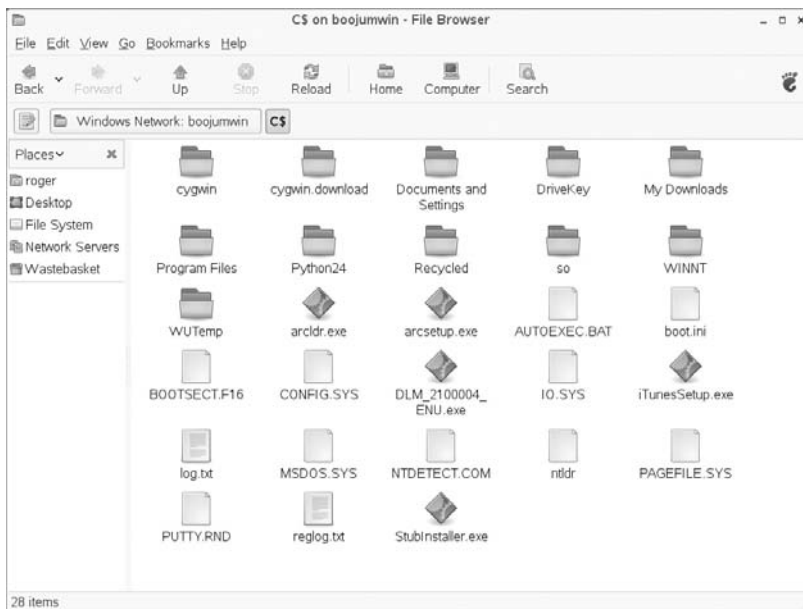 C$ on boojumwin - File Browser
File Edit View Go Bookmarks Help
Back Forward Up Stop Reload Home Computer Search
Windows Network: boojumwin C$
Places
roger
Desktop
File System
Network Servers
Wastebasket
cygwin cygwin.download Documents and Settings DriveKey My Downloads
Program Files Python24 Recycled so WINNT
WUTemp arcldr.exe arcsetup.exe AUTOEXEC.BAT boot.ini
BOOTSECT.F16 CONFIG.SYS DLM_2100004_ENU.exe IO.SYS iTunesSetup.exe
log.txt MSDOS.SYS NTDETECT.COM ntldr PAGEFILE.SYS
PUTTY.RND reglog.txt StubInstaller.exe
28 items